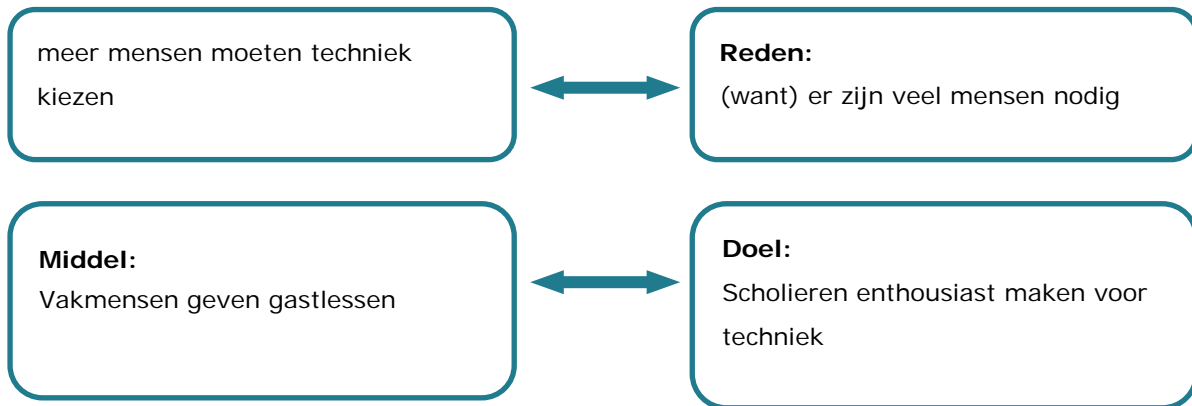 meer mensen moeten techniek
kiezen
Reden:
(want) er zijn veel mensen nodig
Middel:
Vakmensen geven gastlessen
Doel:
Scholieren enthousiast maken voor
techniek